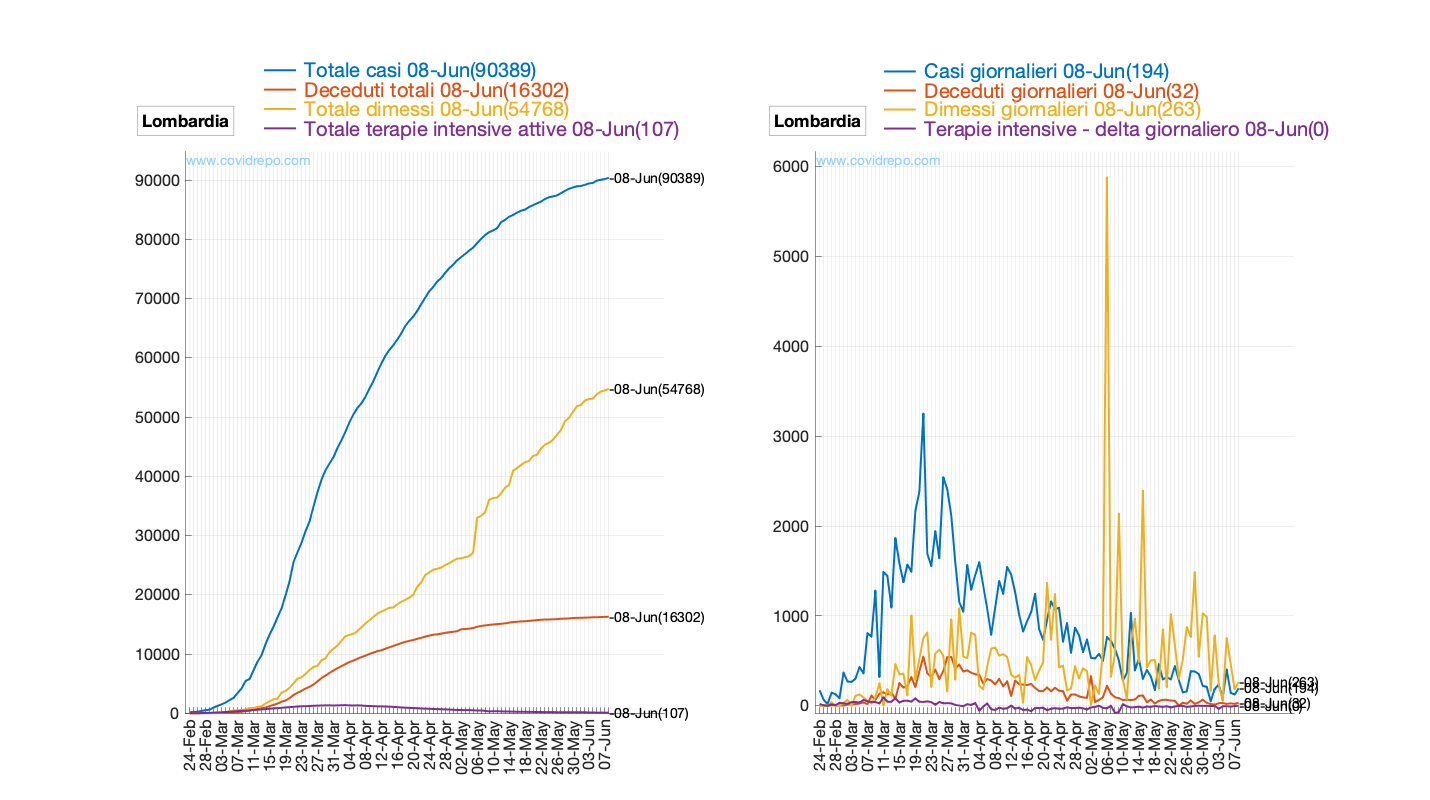 Totale casi 08-Jun(90389)
Deceduti totali 08-Jun(16302)
Totale dimessi 08-Jun(54768)
Totale terapie intensive attive 08-Jun(107)
Lombardia
www.covidrepo.com
90000
80000
70000
60000
50000
40000
30000
20000
10000
0
-08-Jun(90389)
-08-Jun(54768)
-08-Jun(16302)
-08-Jun(107)
24-Feb
28-Feb
03-Mar
07-Mar
11-Mar
15-Mar
19-Mar
23-Mar
27-Mar
31-Mar
04-Apr
08-Apr
12-Apr
16-Apr
20-Apr
24-Apr
28-Apr
02-May
06-May
10-May
14-May
18-May
22-May
26-May
30-May
03-Jun
07-Jun
Casi giornalieri 08-Jun(194)
Deceduti giornalieri 08-Jun(32)
Dimessi giornalieri 08-Jun(263)
Terapie intensive - delta giornaliero 08-Jun(0)
Lombardia
www.covidrepo.com
6000
5000
4000
3000
2000
1000
0
-08-Jun(263)
-08-Jun(194)
-08-Jun(32)
-08-Jun(0)
24-Feb
28-Feb
03-Mar
07-Mar
11-Mar
15-Mar
19-Mar
23-Mar
27-Mar
31-Mar
04-Apr
08-Apr
12-Apr
16-Apr
20-Apr
24-Apr
28-Apr
02-May
06-May
10-May
14-May
18-May
22-May
26-May
30-May
03-Jun
07-Jun